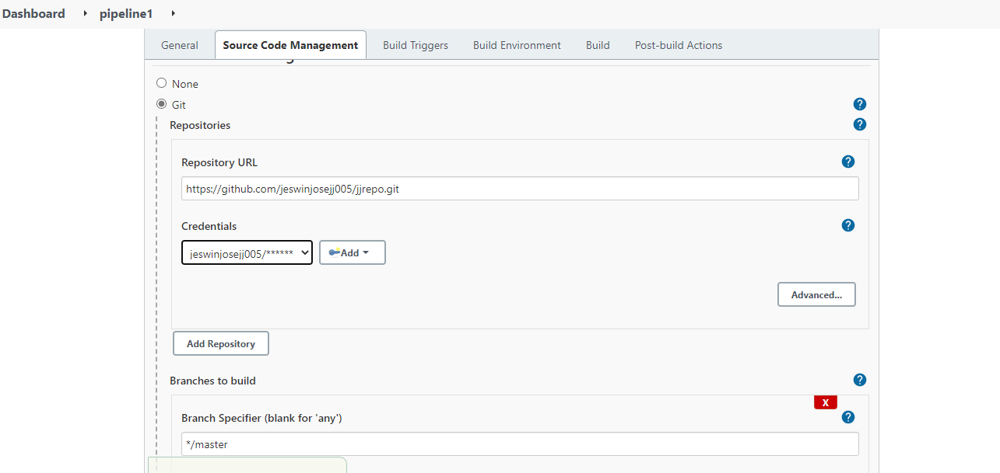 Dashboard pipeline1
General Source Code Management Build Triggers Build Environment Build Post-build Actions
None
Git
Repositories
Repository URL
https://github.com/jeswinjosejj005/jjrepo.git
Credentials
jeswinjosejj005/****** Add
Advanced...
Add Repository
Branches to build
X
Branch Specifier (blank for 'any')
*/master